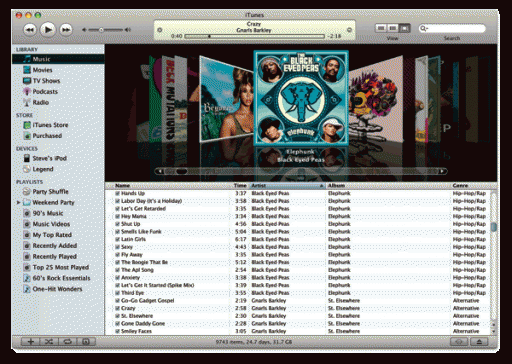 iTunes
Crazy
Gnarls Barkley
0:40
-2:18
View
Search
LIBRARY
Music
Movies
TV Shows
Podcasts
Radio
STORE
iTunes Store
Purchased
DEVICES
Steve's iPod
Legend
PLAYLISTS
Party Shuffle
Weekend Party
90's Music
Music Videos
My Top Rated
Recently Added
Recently Played
Top 25 Most Played
60's Rock Essentials
One-Hit Wonders
THE BLACK EYED PEAS
ELEPHUNK
Elephunk
Black Eyed Peas
Name Time Artist Album Genre
Hands Up 3:37 Black Eyed Peas Elephunk Hip-Hop/Rap
Labor Day (It's a Holiday) 3:58 Black Eyed Peas Elephunk Hip-Hop/Rap
Let's Get Retarded 3:35 Black Eyed Peas Elephunk Hip-Hop/Rap
Hey Mama 3:34 Black Eyed Peas Elephunk Hip-Hop/Rap
Shut Up 4:56 Black Eyed Peas Elephunk Hip-Hop/Rap
Smells Like Funk 5:04 Black Eyed Peas Elephunk Hip-Hop/Rap
Latin Girls 6:17 Black Eyed Peas Elephunk Hip-Hop/Rap
Sexy 4:43 Black Eyed Peas Elephunk Hip-Hop/Rap
Fly Away 3:35 Black Eyed Peas Elephunk Hip-Hop/Rap
The Boogie That Be 5:12 Black Eyed Peas Elephunk Hip-Hop/Rap
The Apl Song 2:54 Black Eyed Peas Elephunk Hip-Hop/Rap
Anxiety 3:38 Black Eyed Peas Elephunk Hip-Hop/Rap
Let's Get It Started (Spike Mix) 3:39 Black Eyed Peas Elephunk Hip-Hop/Rap
Third Eye 3:55 Black Eyed Peas Elephunk Hip-Hop/Rap
Go-Go Gadget Gospel 2:19 Gnarls Barkley St. Elsewhere Alternative
Crazy 2:58 Gnarls Barkley St. Elsewhere Alternative
St. Elsewhere 2:30 Gnarls Barkley St. Elsewhere Alternative
Gone Daddy Gone 2:28 Gnarls Barkley St. Elsewhere Alternative
Smiley Faces 3:05 Gnarls Barkley St. Elsewhere Alternative
9743 items, 24.7 days, 31.7 GB